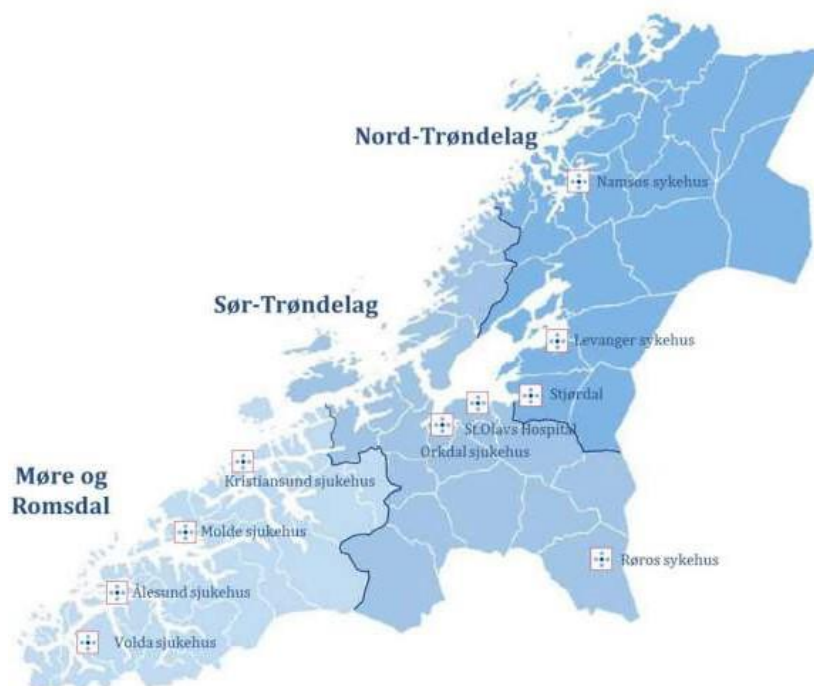 Nord-Trøndelag
Namsos sykehus
Sør-Trøndelag
Levanger sykehus
Stjørdal
St.Olavs Hospital
Orkdal sjukehus
Møre og
Romsdal
Kristiansund sjukehus
Molde sjukehus
Røros sykehus
Ålesund sjukehus
Volda sjukehus